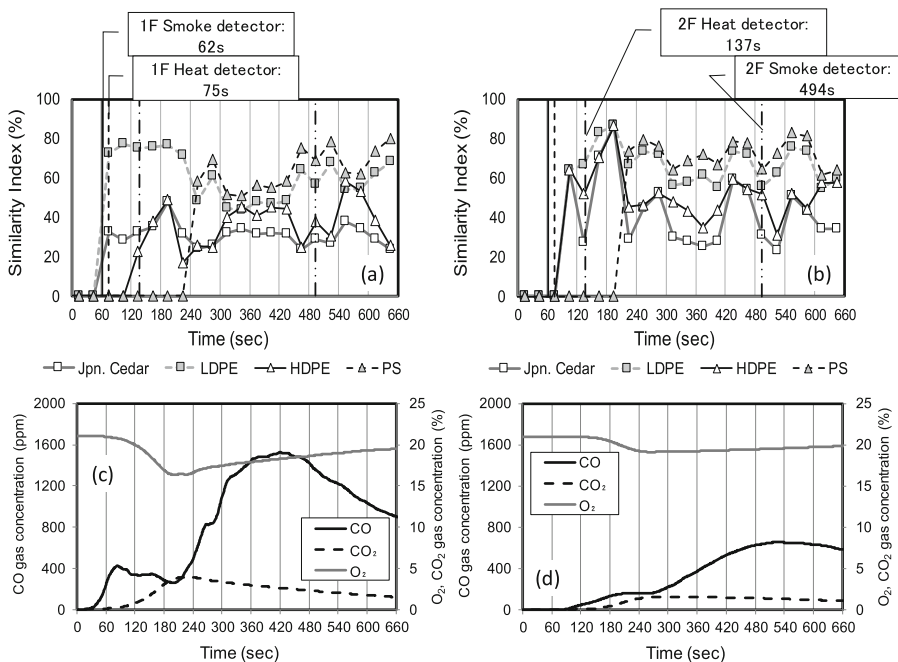 1F Smoke detector:
62s
1F Heat detector:
75s
2F Heat detector:
137s
2F Smoke detector:
494s
Similarity Index (%)
100
80
60
40
20
0
(a)
0 60 120 180 240 300 360 420 480 540 600 660
Time (sec)
Similarity Index (%)
100
80
60
40
20
0
(b)
0 60 120 180 240 300 360 420 480 540 600 660
Time (sec)
Jpn. Cedar LDPE HDPE PS
Jpn. Cedar LDPE HDPE PS
CO gas concentration (ppm)
2000
1600
1200
800
400
0
(c)
CO
CO₂
O₂
25
20
15
10
5
0
O₂, CO₂ gas concentration (%)
0 60 120 180 240 300 360 420 480 540 600 660
Time (sec)
CO gas concentration (ppm)
2000
1600
1200
800
400
0
CO
CO₂
O₂
(d)
25
20
15
10
5
0
O₂, CO₂ gas concentration (%)
0 60 120 180 240 300 360 420 480 540 600 660
Time (sec)